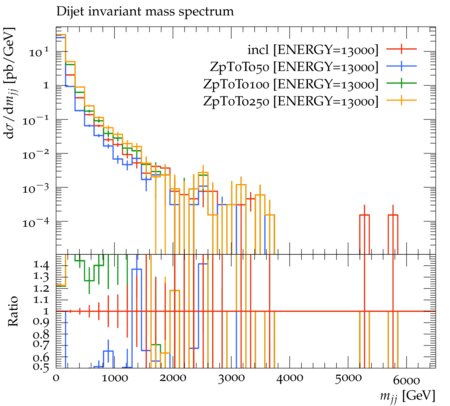 Dijet invariant mass spectrum
dσ/dm_jj [pb/GeV]
incl [ENERGY=13000]
ZpToTo50 [ENERGY=13000]
ZpToTo100 [ENERGY=13000]
ZpToTo250 [ENERGY=13000]
10^1
1
10^−1
10^−2
10^−3
10^−4
Ratio
1.4
1.3
1.2
1.1
1
0.9
0.8
0.7
0.6
0.5
0 1000 2000 3000 4000 5000 6000
m_jj [GeV]